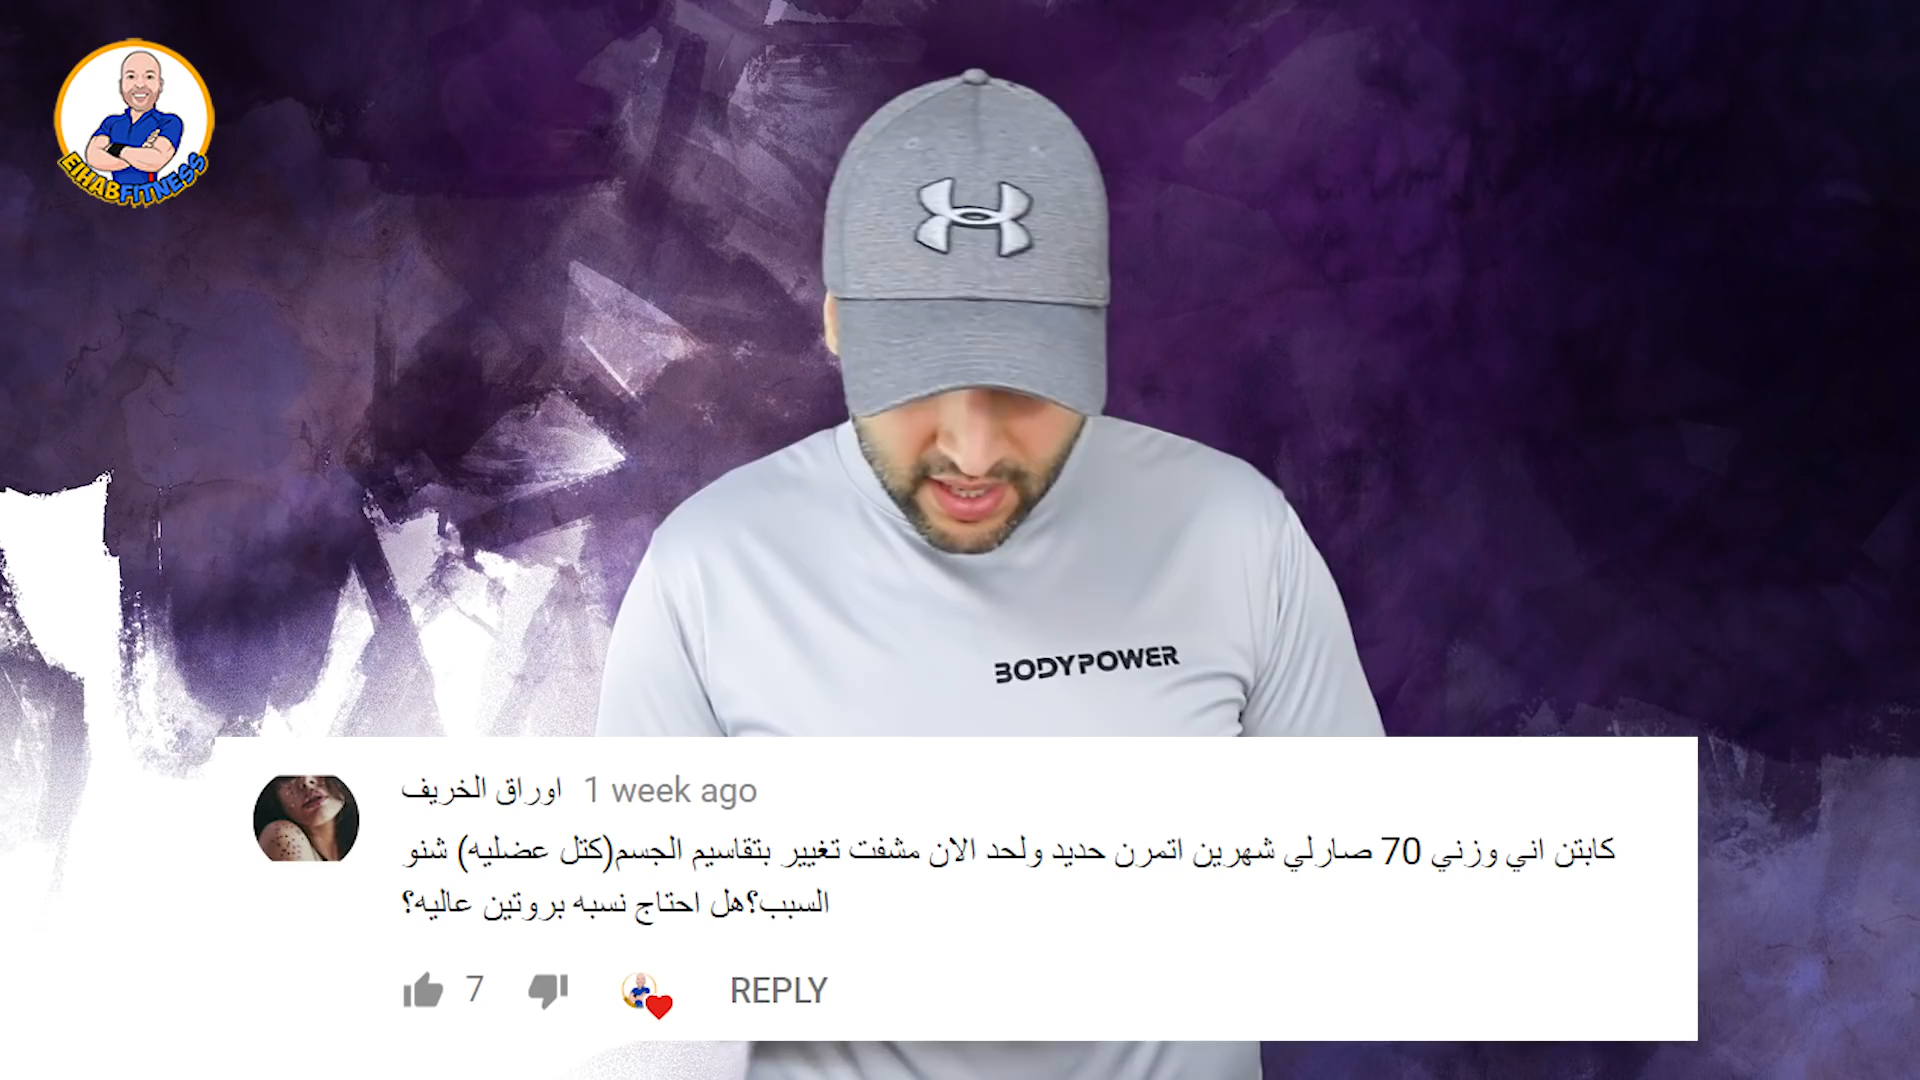 ElHABFITNESS
BODYPOWER
اوراق الخريف 1 week ago
كابتن اني وزني 70 صارلي شهرين اتمرن حديد ولحد الان مشفت تغيير بتقاسيم الجسم(كتل عضليه) شنو
السبب؟هل احتاج نسبه بروتين عاليه؟
7 REPLY